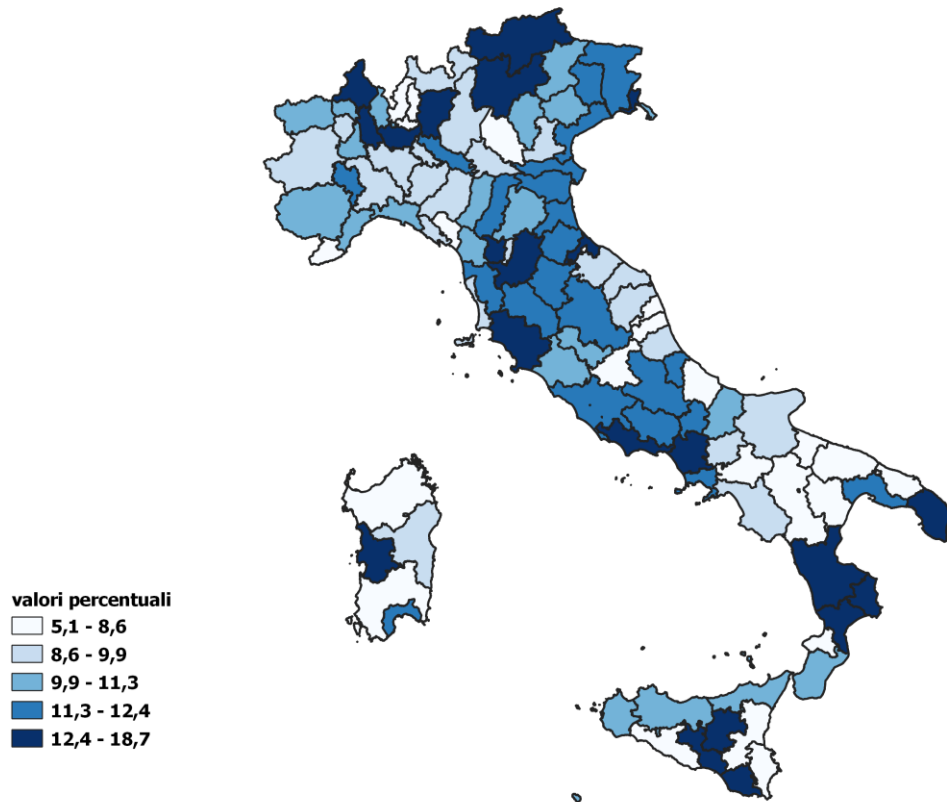 valori percentuali
5,1 - 8,6
8,6 - 9,9
9,9 - 11,3
11,3 - 12,4
12,4 - 18,7